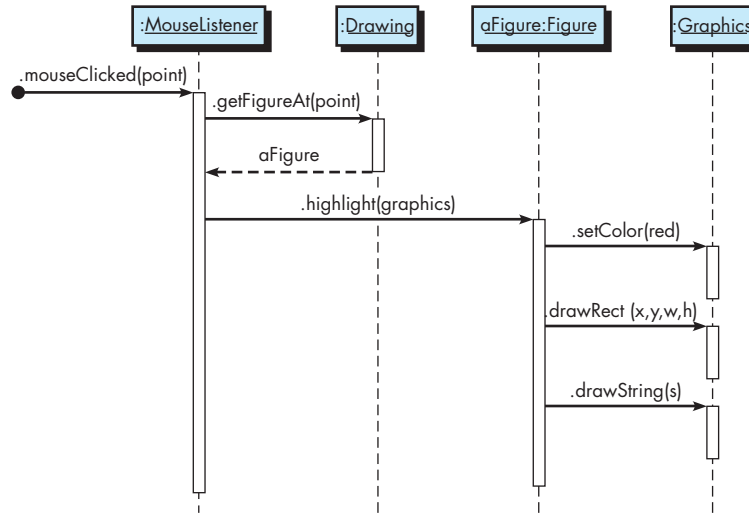 :MouseListener
:Drawing
aFigure:Figure
:Graphics
.mouseClicked(point)
.getFigureAt(point)
aFigure
.highlight(graphics)
.setColor(red)
.drawRect (x,y,w,h)
.drawString(s)